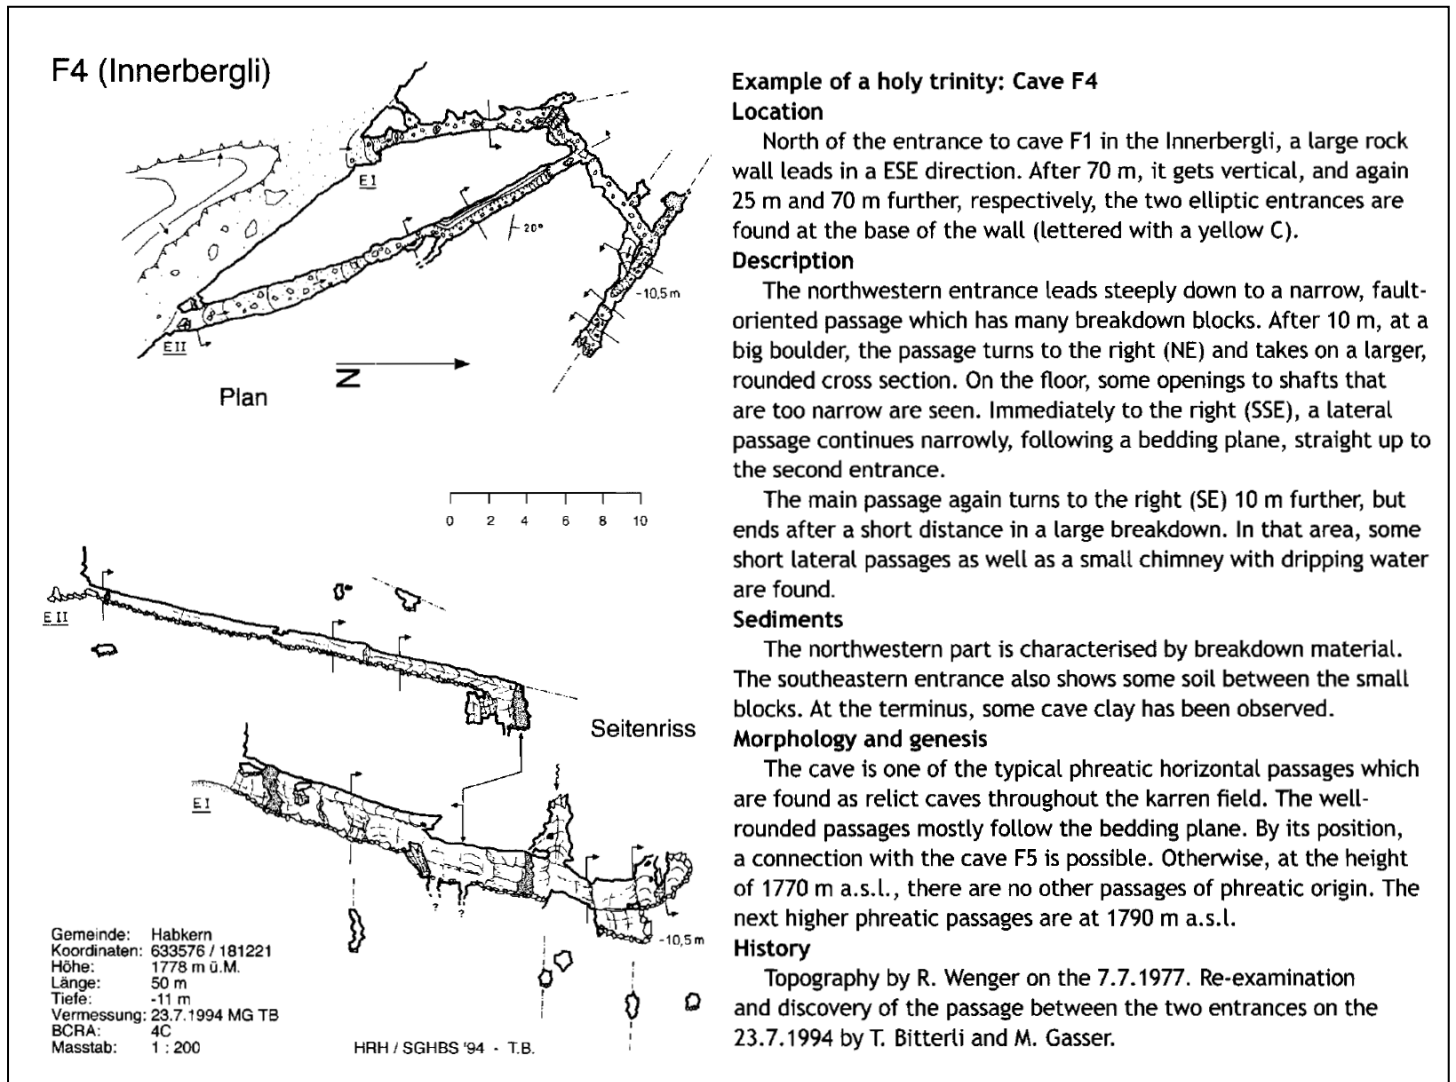 F4 (Innerbergli)
E I
20°
-10,5 m
E II
N
Plan
0 2 4 6 8 10
E II
Seitenriss
E I
? ?
-10,5 m
Gemeinde: Habkern
Koordinaten: 633576 / 181221
Höhe: 1778 m ü.M.
Länge: 50 m
Tiefe: -11 m
Vermessung: 23.7.1994 MG TB
BCRA: 4C
Masstab: 1 : 200
HRH / SGHBS '94 - T.B.
Example of a holy trinity: Cave F4
Location
North of the entrance to cave F1 in the Innerbergli, a large rock
wall leads in a ESE direction. After 70 m, it gets vertical, and again
25 m and 70 m further, respectively, the two elliptic entrances are
found at the base of the wall (lettered with a yellow C).
Description
The northwestern entrance leads steeply down to a narrow, fault-
oriented passage which has many breakdown blocks. After 10 m, at a
big boulder, the passage turns to the right (NE) and takes on a larger,
rounded cross section. On the floor, some openings to shafts that
are too narrow are seen. Immediately to the right (SSE), a lateral
passage continues narrowly, following a bedding plane, straight up to
the second entrance.
The main passage again turns to the right (SE) 10 m further, but
ends after a short distance in a large breakdown. In that area, some
short lateral passages as well as a small chimney with dripping water
are found.
Sediments
The northwestern part is characterised by breakdown material.
The southeastern entrance also shows some soil between the small
blocks. At the terminus, some cave clay has been observed.
Morphology and genesis
The cave is one of the typical phreatic horizontal passages which
are found as relict caves throughout the karren field. The well-
rounded passages mostly follow the bedding plane. By its position,
a connection with the cave F5 is possible. Otherwise, at the height
of 1770 m a.s.l., there are no other passages of phreatic origin. The
next higher phreatic passages are at 1790 m a.s.l.
History
Topography by R. Wenger on the 7.7.1977. Re-examination
and discovery of the passage between the two entrances on the
23.7.1994 by T. Bitterli and M. Gasser.